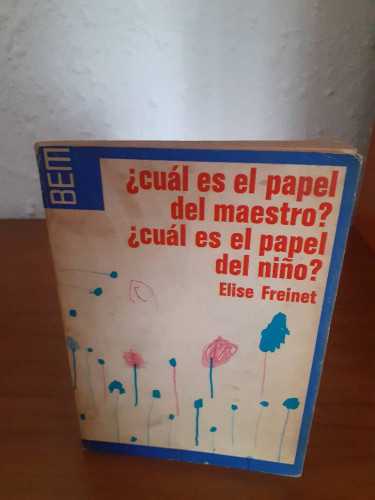 BEM
¿cuál es el papel
del maestro?
¿cuál es el papel
del niño?
Elise Freinet